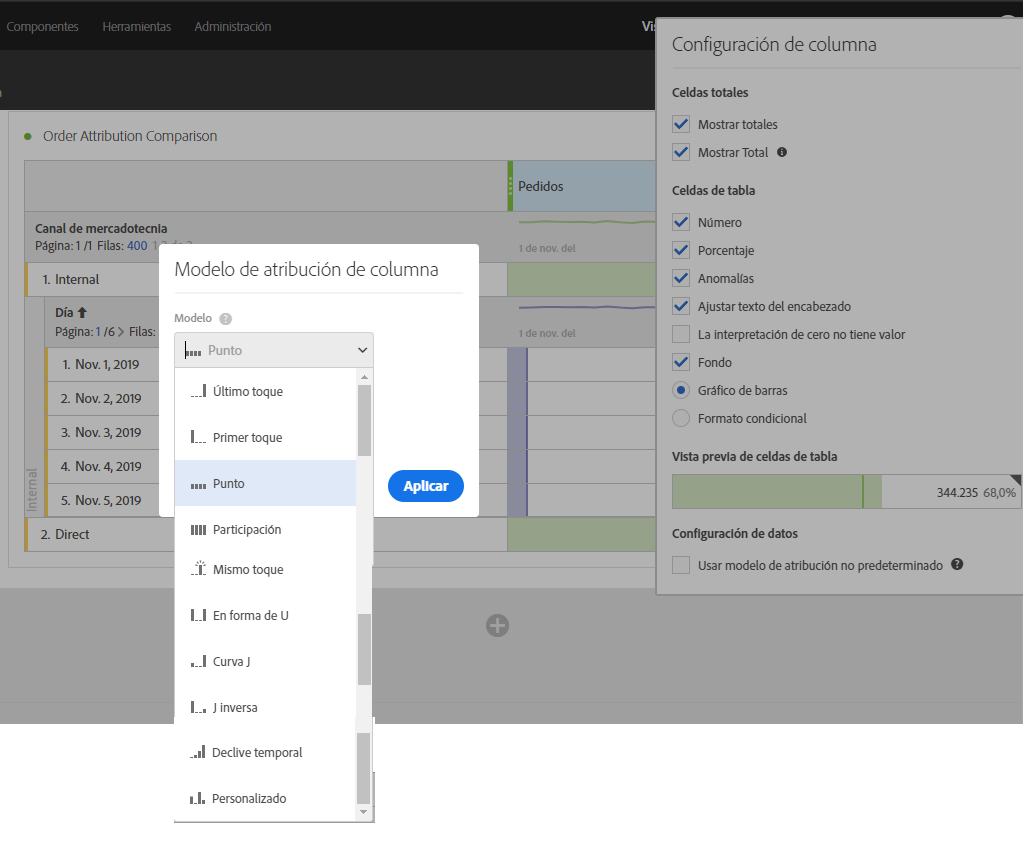 Componentes Herramientas Administración
Order Attribution Comparison
Pedidos
Canal de mercadotecnIa
Página: 1 /1 Filas: 400
1 de nov. del
1. Internal
Día
Página: 1 /6 > Filas:
1 de nov. del
1. Nov. 1, 2019
2. Nov. 2, 2019
3. Nov. 3, 2019
4. Nov. 4, 2019
5. Nov. 5, 2019
Internal
2. Direct
Modelo de atribución de columna
Modelo ?
Punto
Último toque
Primer toque
Punto
Participación
Mismo toque
En forma de U
Curva J
J inversa
Declive temporal
Personalizado
Aplicar
Configuración de columna
Celdas totales
Mostrar totales
Mostrar Total
Celdas de tabla
Número
Porcentaje
Anomalías
Ajustar texto del encabezado
La interpretación de cero no tiene valor
Fondo
Gráfico de barras
Formato condicional
Vista previa de celdas de tabla
344.235 68,0%
Configuración de datos
Usar modelo de atribución no predeterminado ?